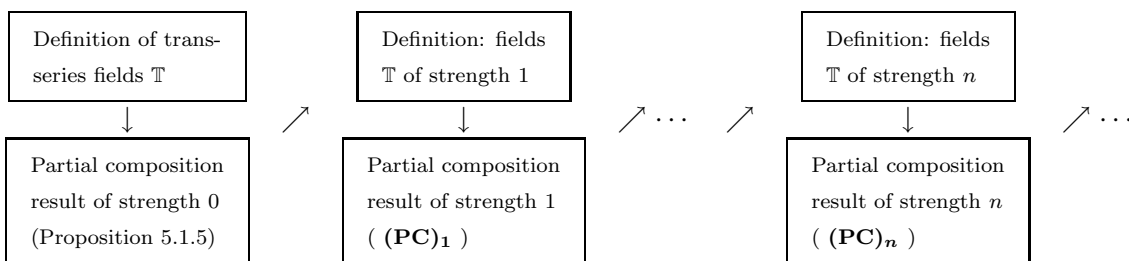 Definition of trans-
series fields 𝕋
Definition: fields
𝕋 of strength 1
Definition: fields
𝕋 of strength n
↓ ↗ ↓ ↗ ··· ↗ ↓ ↗ ···
Partial composition
result of strength 0
(Proposition 5.1.5)
Partial composition
result of strength 1
( (PC)₁ )
Partial composition
result of strength n
( (PC)ₙ )